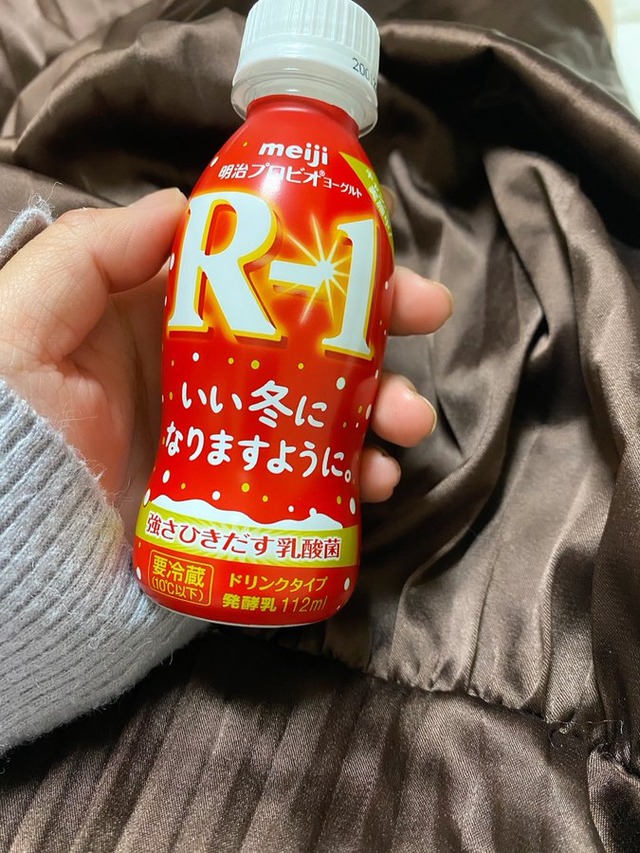 meiji
明治プロビオヨーグルト
R-1
いい冬に
なりますように。
強さひきだす乳酸菌
要冷蔵
(10℃以下)
ドリンクタイプ
発酵乳 112ml